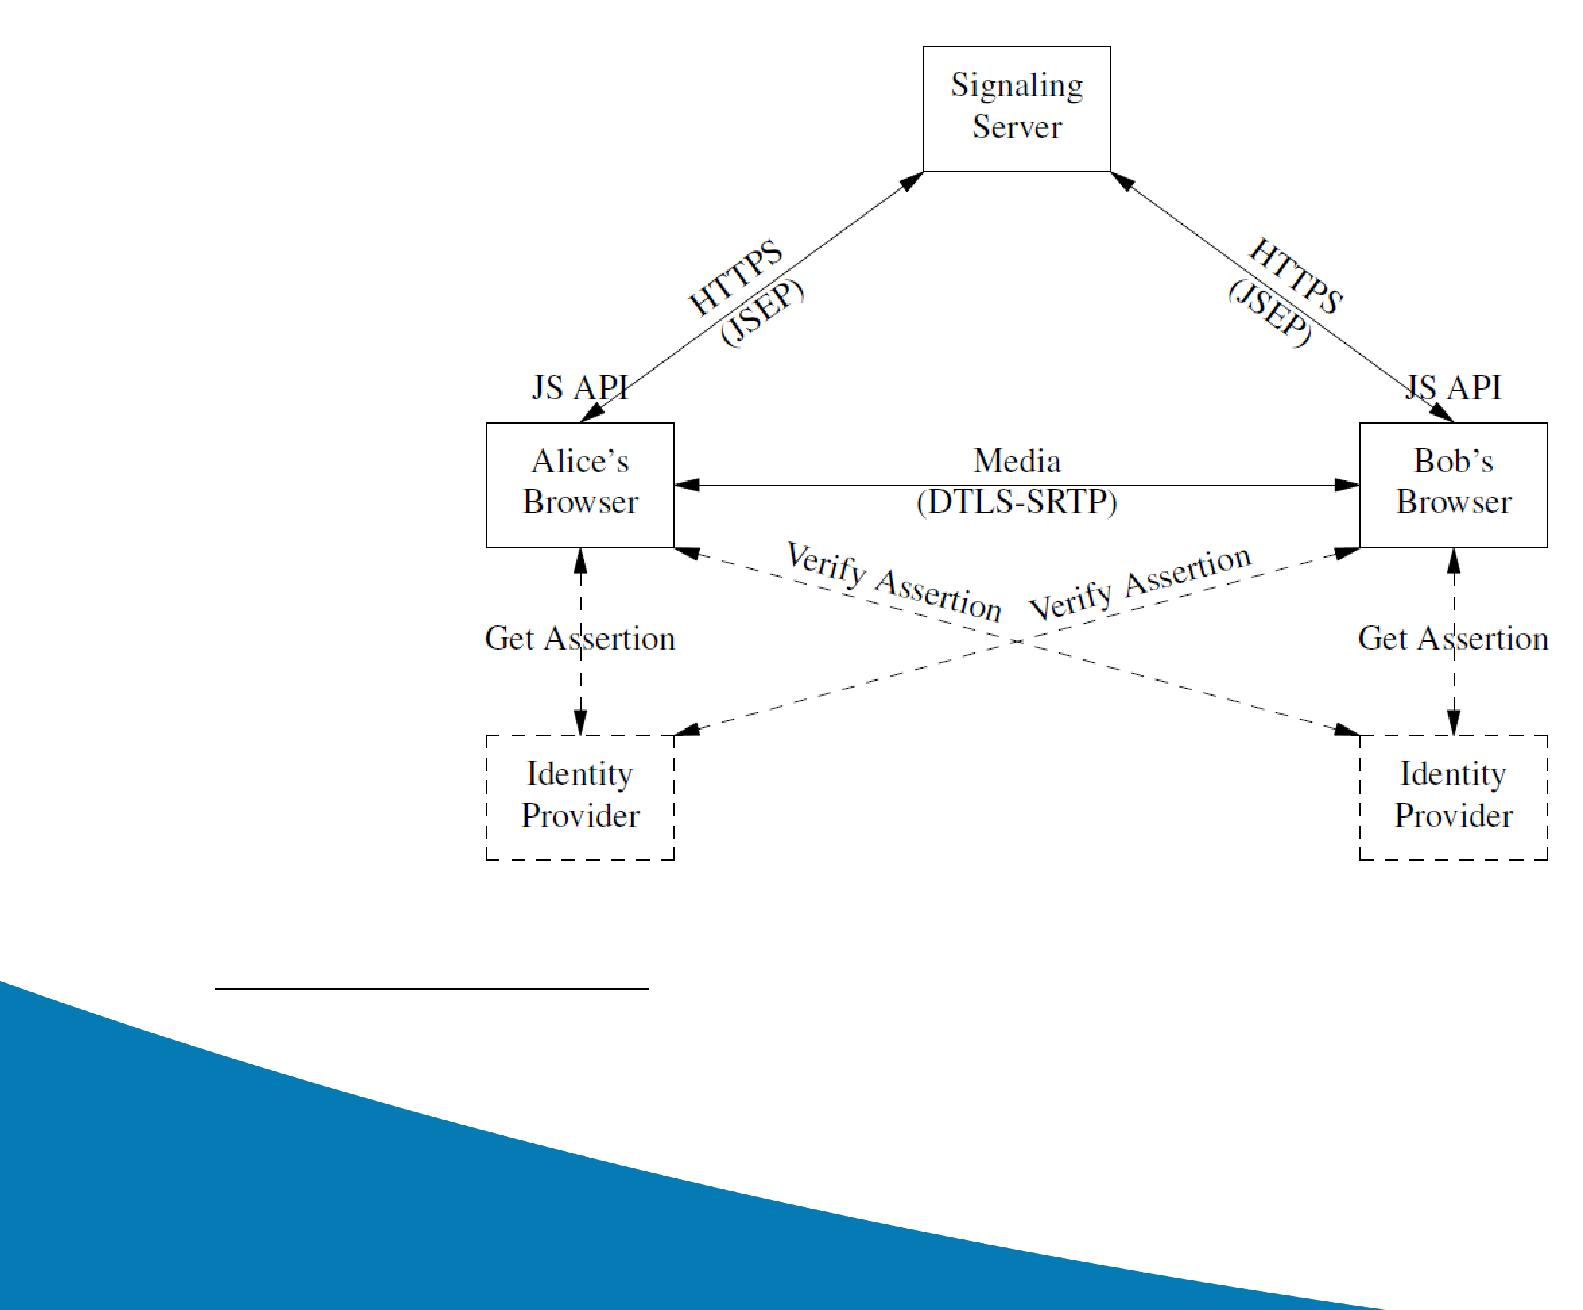 Signaling
Server
HTTPS
(JSEP)
HTTPS
(JSEP)
JS API
JS API
Alice's
Browser
Media
(DTLS-SRTP)
Bob's
Browser
Verify Assertion
Verify Assertion
Get Assertion
Get Assertion
Identity
Provider
Identity
Provider